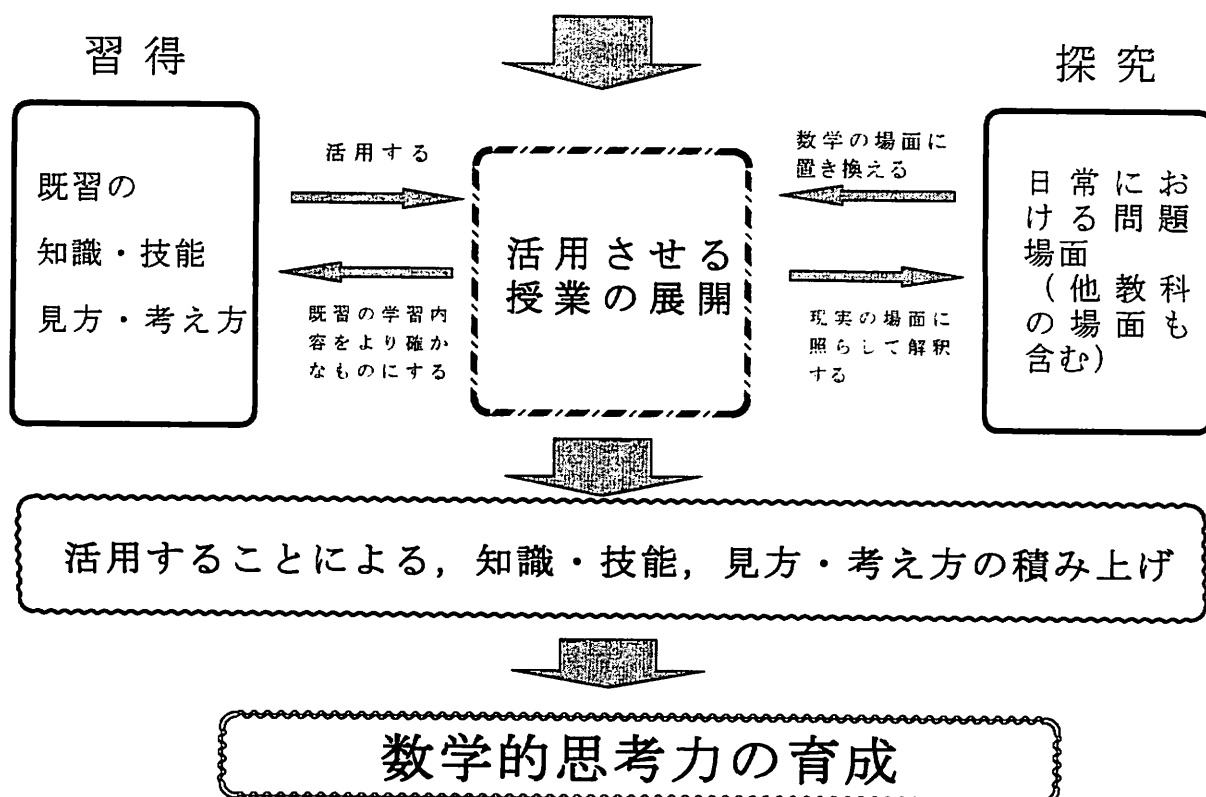 習得
既習の
知識・技能
見方・考え方
活用する
既習の学習内
容をより確か
なものにする
活用させる
授業の展開
数学の場面に
置き換える
現実の場面に
照らして解釈
する
探究
日常にお
ける問題
場面
（他教科
の場面も
含む）
活用することによる，知識・技能，見方・考え方の積み上げ
数学的思考力の育成